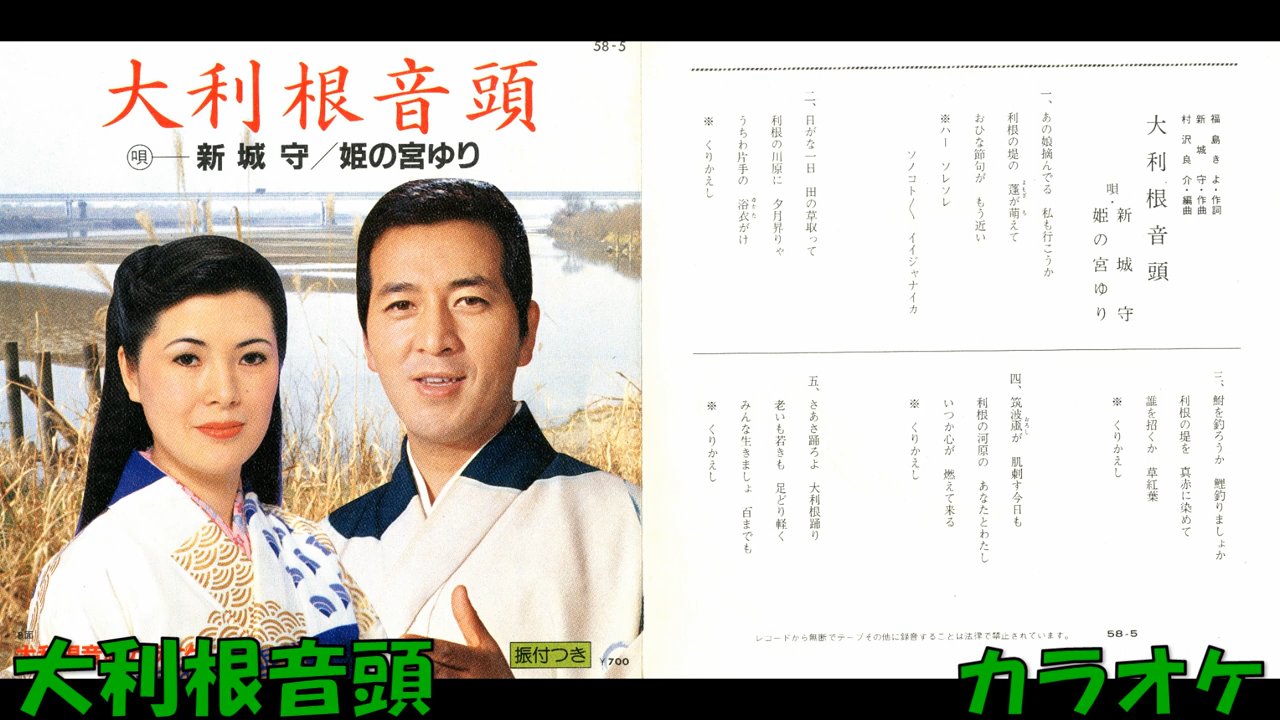 58-5
大利根音頭
唄 新城守／姫の宮ゆり
振付つき
¥700
大利根音頭
福島きよ・作詞
新城守・作曲
村沢良介・編曲
唄・新城守
姫の宮ゆり
一、あの娘摘んでる　私も行こうか
利根の堤の　蓬が萌えて
よもぎ
も
おひな節句が　もう近い
※ハー　ソレソレ
ソノコト〱　イイジャナイカ
二、日がな一日　田の草取って
利根の川原に　夕月昇りゃ
うちわ片手の　浴衣がけ
ゆかた
※　くりかえし
三、鮒を釣ろうか　鯉釣りましょか
利根の堤を　真赤に染めて
誰を招くか　草紅葉
※　くりかえし
四、筑波颪が　肌刺す今日も
おろし
利根の河原の　あなたとわたし
いつか心が　燃えて来る
※　くりかえし
五、さあさ踊ろよ　大利根踊り
老いも若きも　足どり軽く
みんな生きましょ　百までも
※　くりかえし
レコードから無断でテープその他に録音することは法律で禁止されています。
58-5
大利根音頭
カラオケ